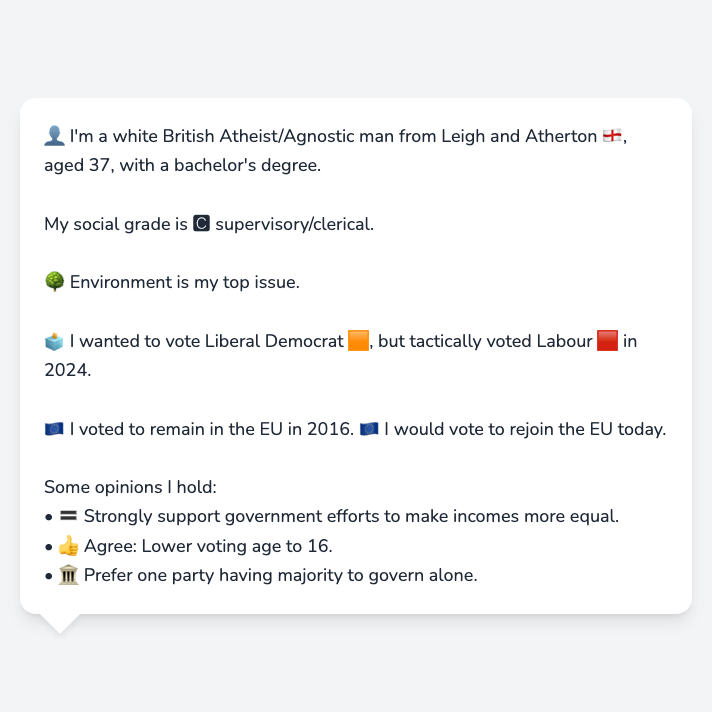 👤 I'm a white British Atheist/Agnostic man from Leigh and Atherton 🏴󠁧󠁢󠁥󠁮󠁧󠁿,
aged 37, with a bachelor's degree.
My social grade is 🅲 supervisory/clerical.
🌳 Environment is my top issue.
🗳️ I wanted to vote Liberal Democrat 🟧, but tactically voted Labour 🟥 in
2024.
🇪🇺 I voted to remain in the EU in 2016. 🇪🇺 I would vote to rejoin the EU today.
Some opinions I hold:
• 🟰 Strongly support government efforts to make incomes more equal.
• 👍 Agree: Lower voting age to 16.
• 🏛️ Prefer one party having majority to govern alone.